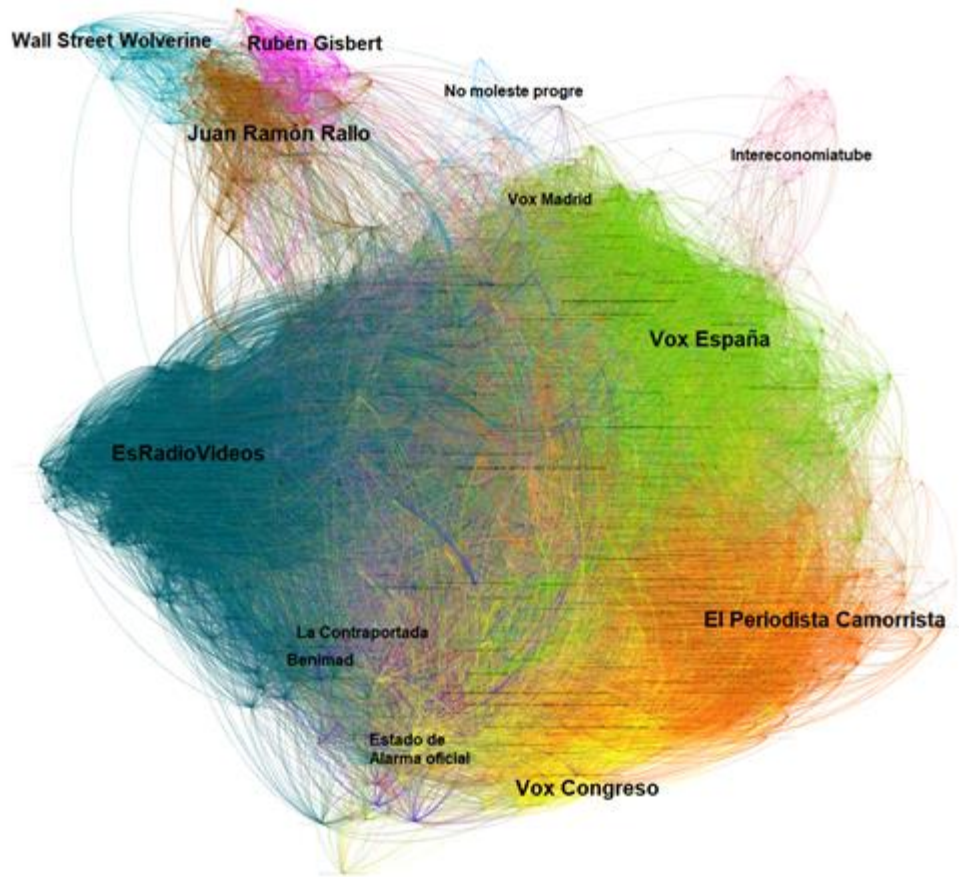 Wall Street Wolverine
Rubén Gisbert
Juan Ramón Rallo
No moleste progre
Intereconomiatube
Vox Madrid
Vox España
EsRadioVideos
El Periodista Camorrista
La Contraportada
Benimad
Estado de
Alarma oficial
Vox Congreso